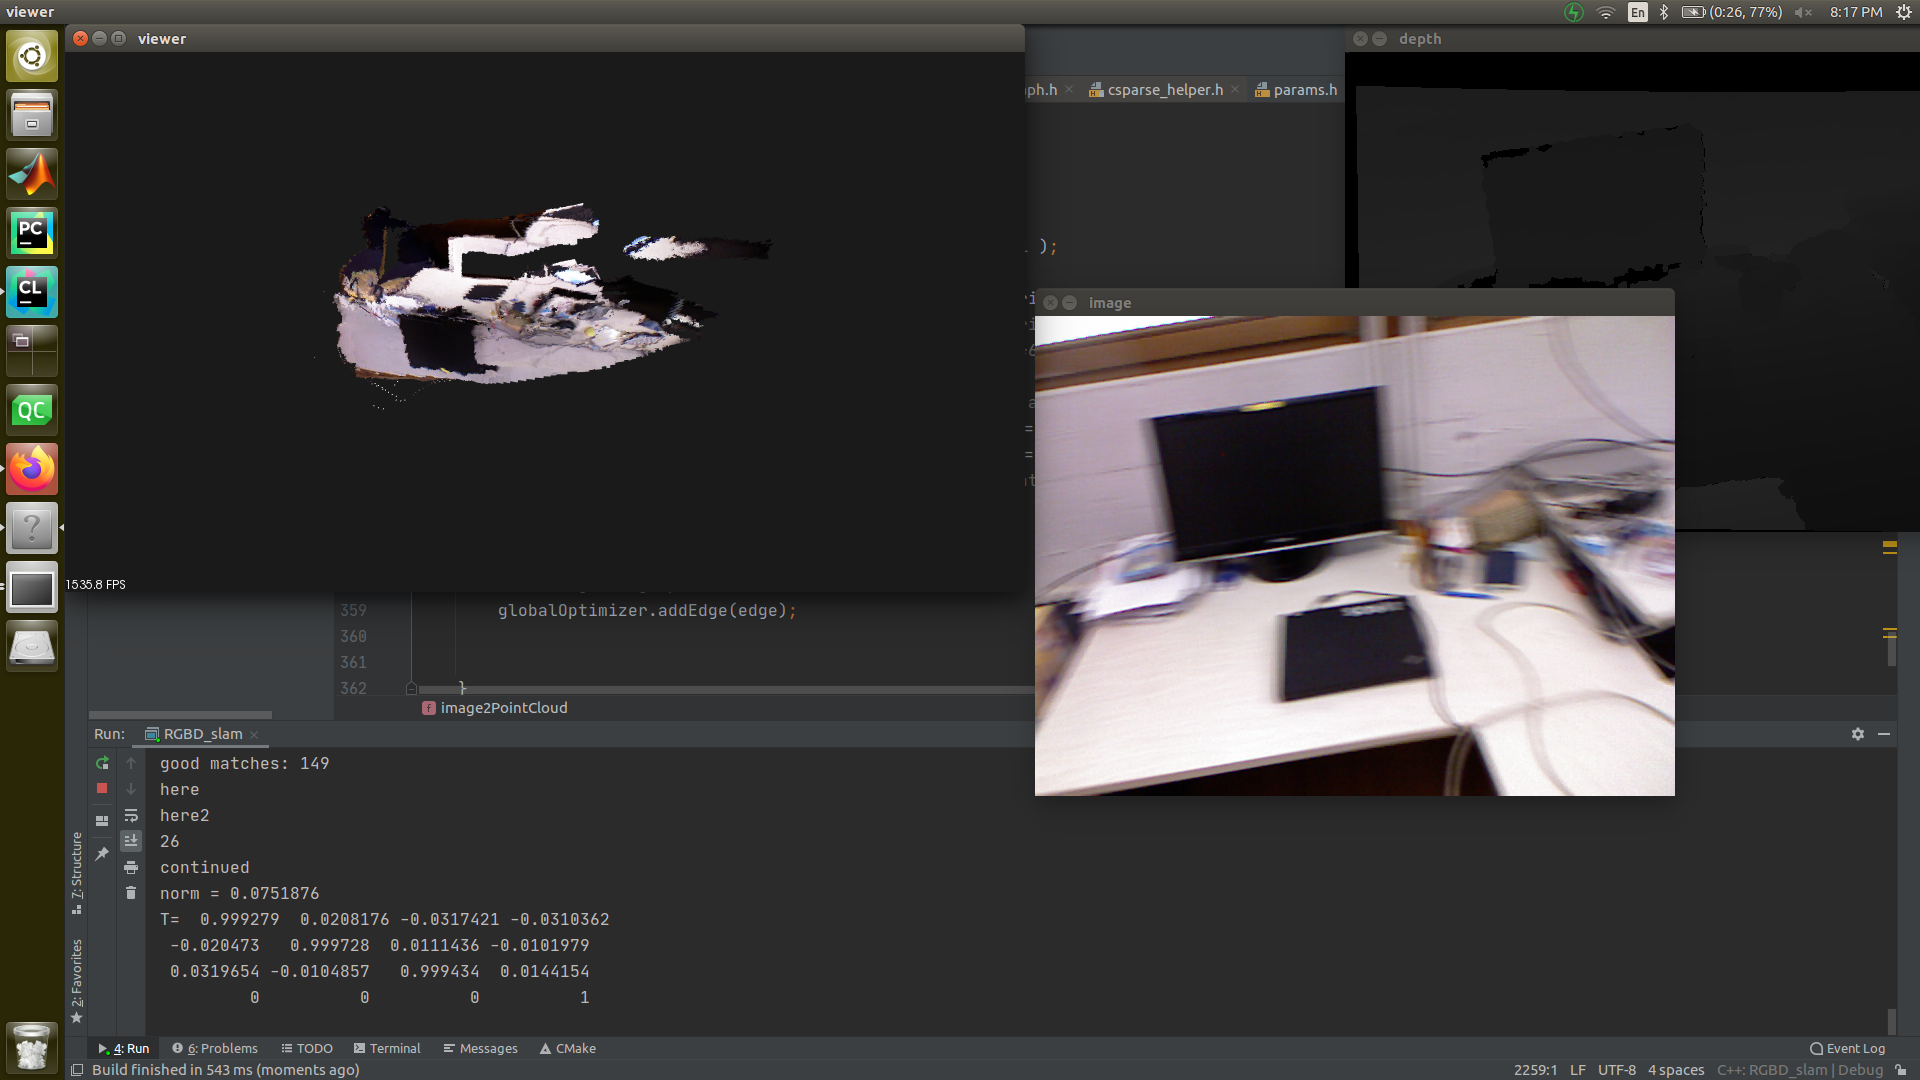 viewer
En
(0:26, 77%)
8:17 PM
viewer
depth
ph.h
csparse_helper.h
params.h
);
image
PC
CL
QC
1535.8 FPS
359
globalOptimizer.addEdge(edge);
360
361
362
}
f image2PointCloud
Run:
RGBD_slam
good matches: 149
here
here2
26
continued
norm = 0.0751876
T=  0.999279  0.0208176 -0.0317421 -0.0310362
-0.020473   0.999728  0.0111436 -0.0101979
0.0319654 -0.0104857   0.999434  0.0144154
0          0          0          1
7: Structure
2: Favorites
4: Run
6: Problems
TODO
Terminal
Messages
CMake
Event Log
Build finished in 543 ms (moments ago)
2259:1
LF
UTF-8
4 spaces
C++: RGBD_slam | Debug